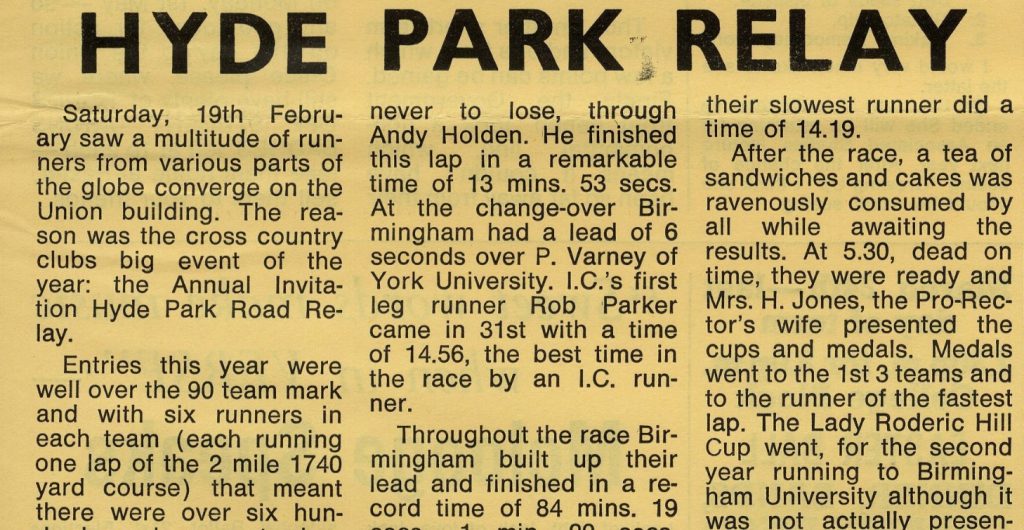 HYDE PARK RELAY
Saturday, 19th Febru-
ary saw a multitude of run-
ners from various parts of
the globe converge on the
Union building. The rea-
son was the cross country
clubs big event of the
year: the Annual Invita-
tion Hyde Park Road Re-
lay.
Entries this year were
well over the 90 team mark
and with six runners in
each team (each running
one lap of the 2 mile 1740
yard course) that meant
there were over six hun-
never to lose, through
Andy Holden. He finished
this lap in a remarkable
time of 13 mins. 53 secs.
At the change-over Bir-
mingham had a lead of 6
seconds over P. Varney of
York University. I.C.'s first
leg runner Rob Parker
came in 31st with a time
of 14.56, the best time in
the race by an I.C. run-
ner.
Throughout the race Bir-
mingham built up their
lead and finished in a re-
cord time of 84 mins. 19
their slowest runner did a
time of 14.19.
After the race, a tea of
sandwiches and cakes was
ravenously consumed by
all while awaiting the
results. At 5.30, dead on
time, they were ready and
Mrs. H. Jones, the Pro-Rec-
tor's wife presented the
cups and medals. Medals
went to the 1st 3 teams and
to the runner of the fastest
lap. The Lady Roderic Hill
Cup went, for the second
year running to Birming-
ham University although it
was not actually presen-